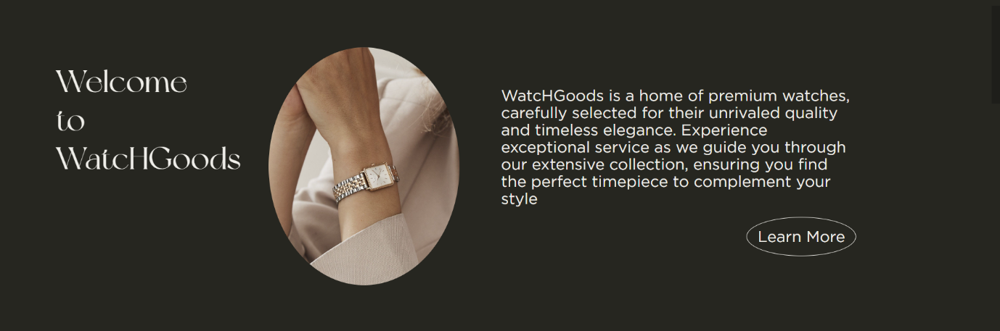 Welcome
to
WatcHGoods
WatcHGoods is a home of premium watches,
carefully selected for their unrivaled quality
and timeless elegance. Experience
exceptional service as we guide you through
our extensive collection, ensuring you find
the perfect timepiece to complement your
style
Learn More